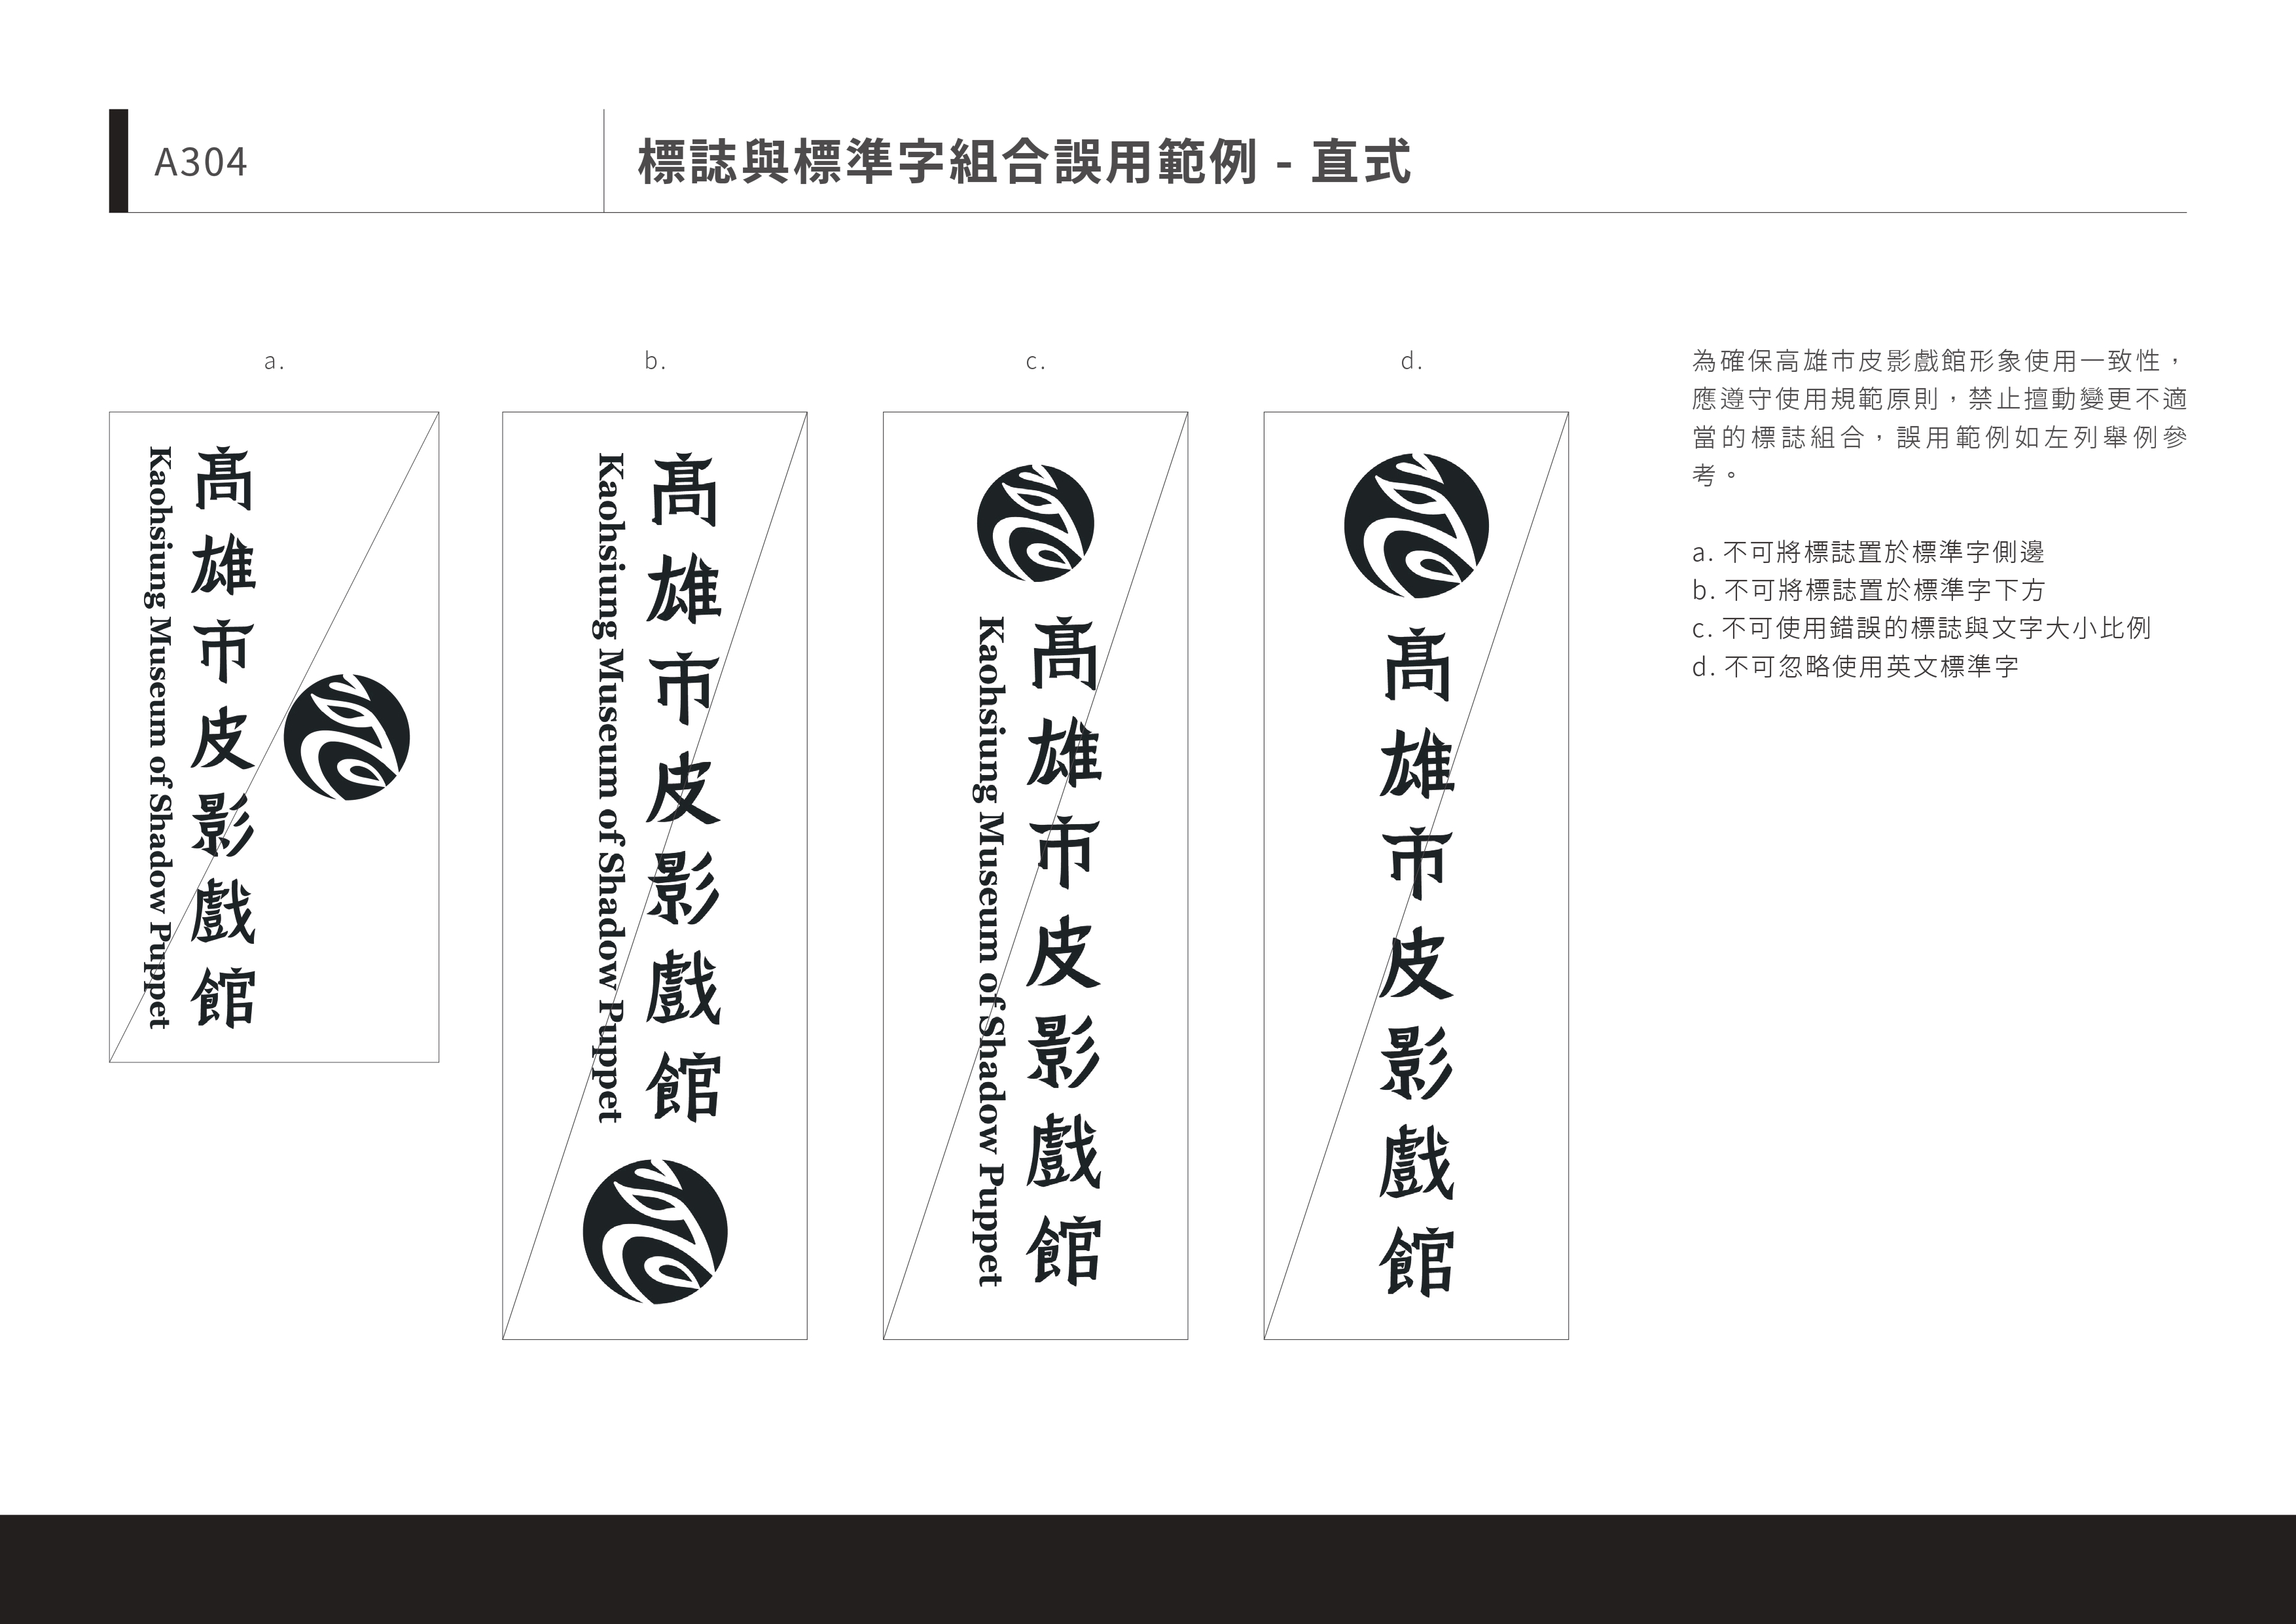 A304
標誌與標準字組合誤用範例 - 直式
a.
高雄市皮影戲館
Kaohsiung Museum of Shadow Puppet
b.
高雄市皮影戲館
Kaohsiung Museum of Shadow Puppet
c.
高雄市皮影戲館
Kaohsiung Museum of Shadow Puppet
d.
高雄市皮影戲館
為確保高雄市皮影戲館形象使用一致性，
應遵守使用規範原則，禁止擅動變更不適
當的標誌組合，誤用範例如左列舉例參
考。
a. 不可將標誌置於標準字側邊
b. 不可將標誌置於標準字下方
c. 不可使用錯誤的標誌與文字大小比例
d. 不可忽略使用英文標準字